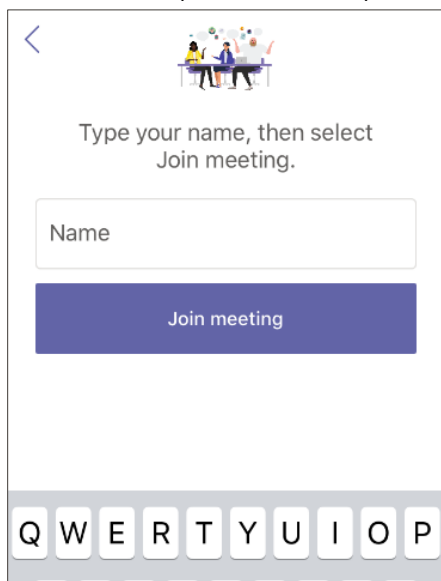 Type your name, then select
Join meeting.
Name
Join meeting
Q W E R T Y U I O P